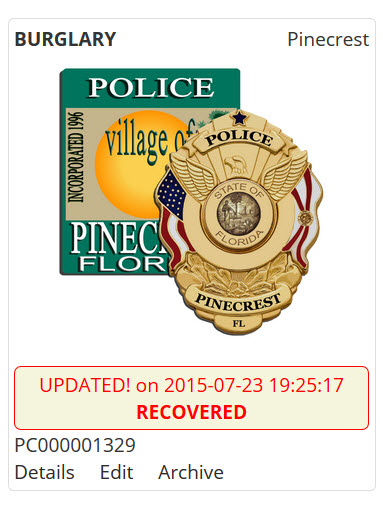 BURGLARY Pinecrest
POLICE
INCORPORATED 1996
village of
PINEC
FLOR
POLICE
STATE OF
FLORIDA
PINECREST
FL
UPDATED! on 2015-07-23 19:25:17
RECOVERED
PC000001329
Details Edit Archive